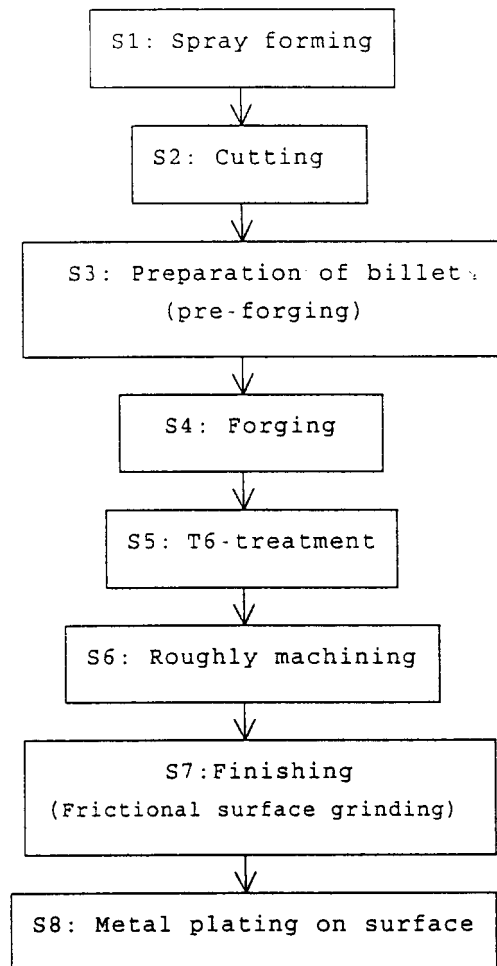 S1: Spray forming
S2: Cutting
S3: Preparation of billet
(pre-forging)
S4: Forging
S5: T6-treatment
S6: Roughly machining
S7:Finishing
(Frictional surface grinding)
S8: Metal plating on surface